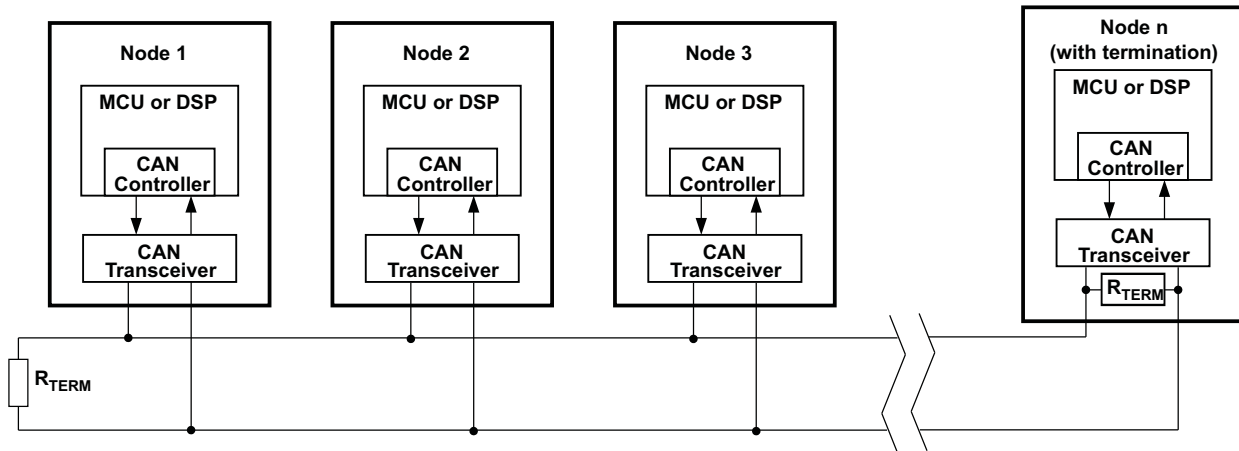 Node 1
MCU or DSP
CAN
Controller
CAN
Transceiver
Node 2
MCU or DSP
CAN
Controller
CAN
Transceiver
Node 3
MCU or DSP
CAN
Controller
CAN
Transceiver
Node n
(with termination)
MCU or DSP
CAN
Controller
CAN
Transceiver
RTERM
RTERM